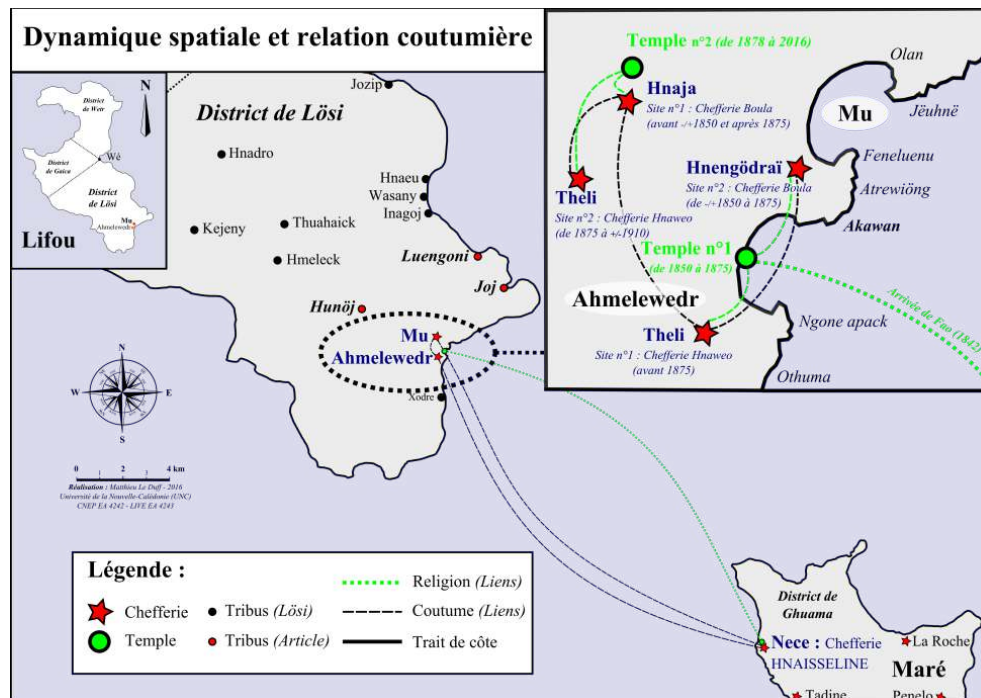 Dynamique spatiale et relation coutumière
N
District de Wetr
Wé
District de Gaica
District de Lösi
Mu
Ahmelewedr
Lifou
Jozip
District de Lösi
Hnadro
Hnaeu
Wasany
Inagoj
Kejeny
Thuahaick
Hmeleck
Luengoni
Joj
Hunöj
Mu
Ahmelewedr
Xodre
N
W
E
S
0 2 4 km
Réalisation : Matthieu Le Duff - 2016
Université de la Nouvelle-Calédonie (UNC)
CNEP EA 4242 - LIVE EA 4243
Temple n°2 (de 1878 à 2016)
Olan
Hnaja
Site n°1 : Chefferie Boula
(avant -/+1850 et après 1875)
Mu
Jëuhnë
Hnengödraï
Site n°2 : Chefferie Boula
(de -/+1850 à 1875)
Feneluenu
Atrewiöng
Theli
Site n°2 : Chefferie Hnaweo
(de 1875 à +/-1910)
Akawan
Temple n°1
(de 1850 à 1875)
Arrivée de Fao (1842)
Ahmelewedr
Ngone apack
Theli
Site n°1 : Chefferie Hnaweo
(avant 1875)
Othuma
Légende :
Chefferie
Temple
Tribus (Lösi)
Tribus (Article)
Religion (Liens)
Coutume (Liens)
Trait de côte
District de
Ghuama
Nece : Chefferie
HNAISSELINE
La Roche
Maré
Tadine
Penelo